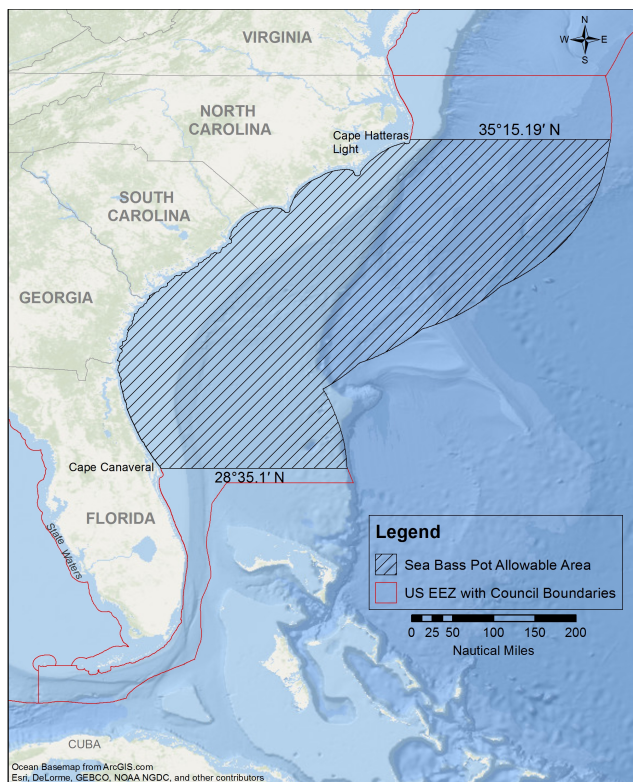 VIRGINIA
N
W E
S
NORTH
CAROLINA
35°15.19′ N
Cape Hatteras
Light
SOUTH
CAROLINA
GEORGIA
Cape Canaveral
28°35.1′ N
FLORIDA
State Waters
Legend
Sea Bass Pot Allowable Area
US EEZ with Council Boundaries
0 25 50 100 150 200
Nautical Miles
CUBA
Ocean Basemap from ArcGIS.com
Esri, DeLorme, GEBCO, NOAA NGDC, and other contributors